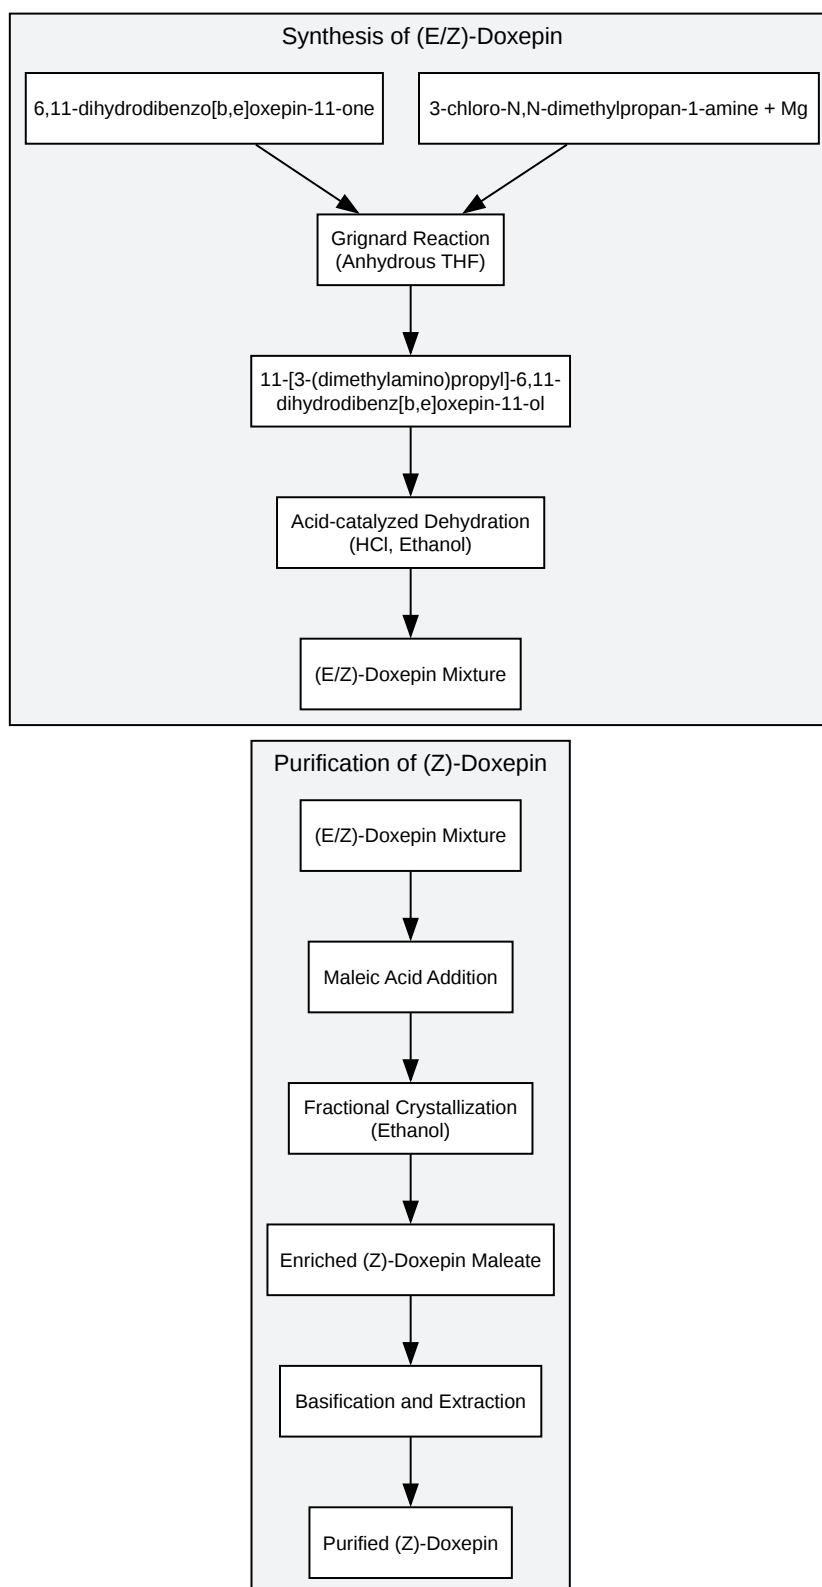 Synthesis of (E/Z)-Doxepin
6,11-dihydrodibenzo[b,e]oxepin-11-one
3-chloro-N,N-dimethylpropan-1-amine + Mg
Grignard Reaction
(Anhydrous THF)
11-[3-(dimethylamino)propyl]-6,11-
dihydrodibenz[b,e]oxepin-11-ol
Acid-catalyzed Dehydration
(HCl, Ethanol)
(E/Z)-Doxepin Mixture
Purification of (Z)-Doxepin
(E/Z)-Doxepin Mixture
Maleic Acid Addition
Fractional Crystallization
(Ethanol)
Enriched (Z)-Doxepin Maleate
Basification and Extraction
Purified (Z)-Doxepin